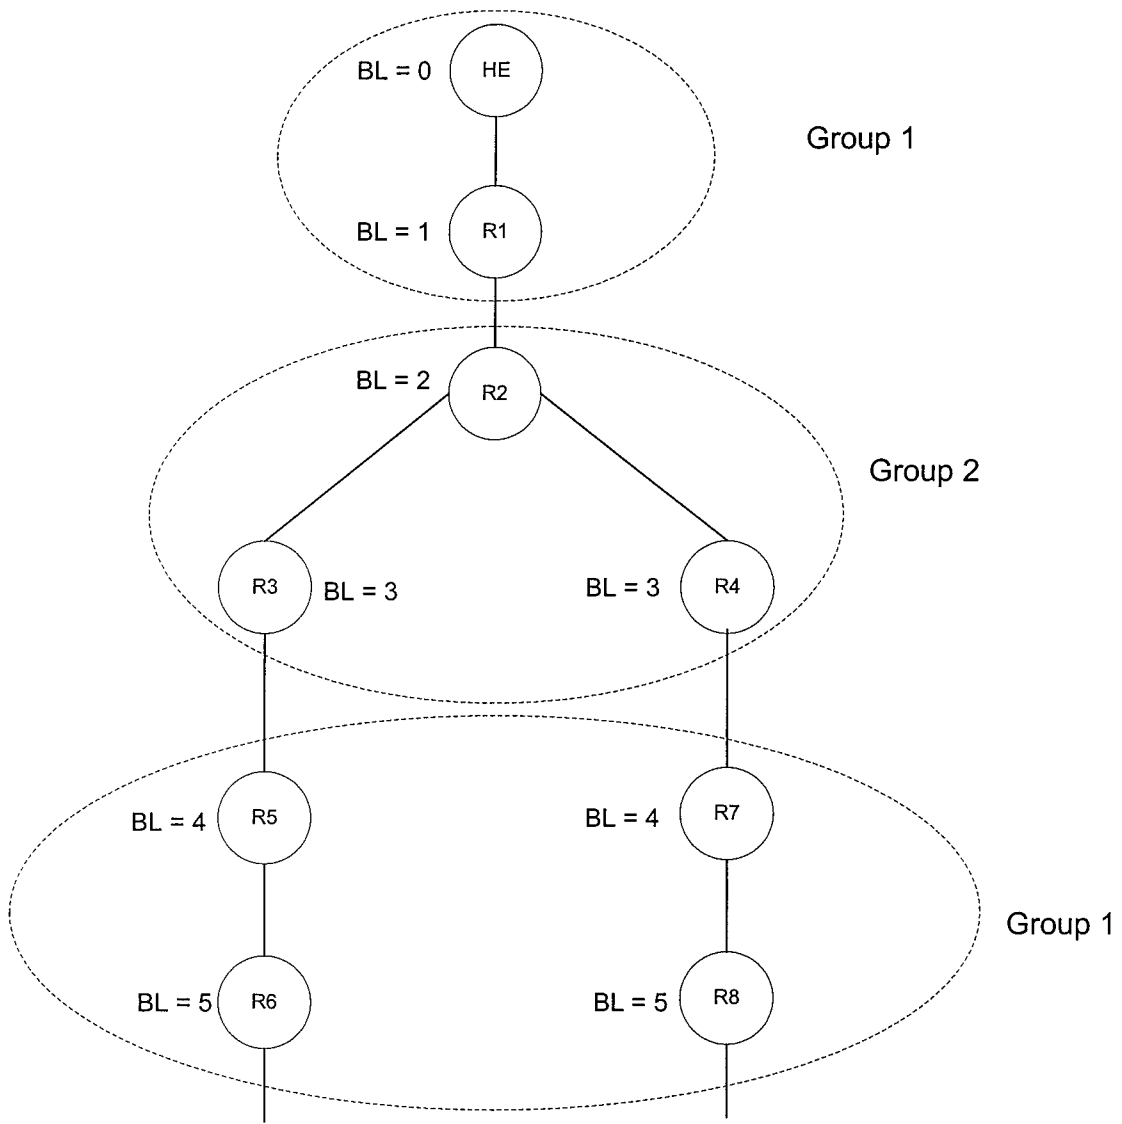 BL = 0
HE
Group 1
BL = 1
R1
BL = 2
R2
Group 2
R3
BL = 3
BL = 3
R4
BL = 4
R5
BL = 4
R7
Group 1
BL = 5
R6
BL = 5
R8